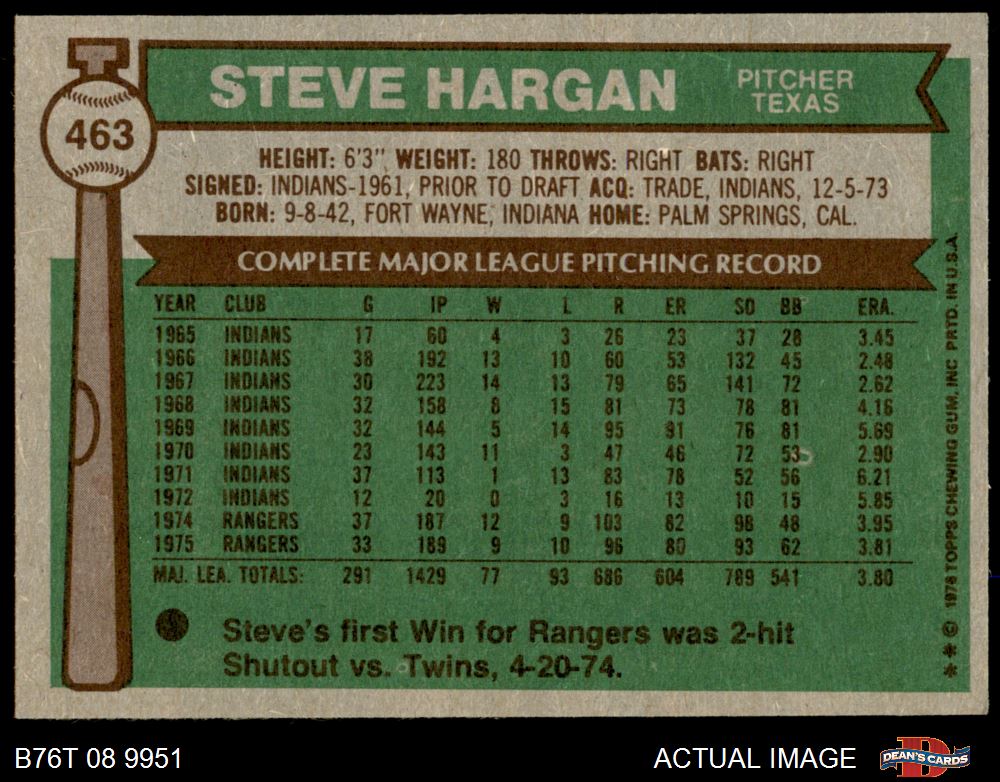 STEVE HARGAN
PITCHER
TEXAS
463
HEIGHT: 6'3" WEIGHT: 180 THROWS: RIGHT BATS: RIGHT
SIGNED: INDIANS-1961, PRIOR TO DRAFT ACQ: TRADE, INDIANS, 12-5-73
BORN: 9-8-42, FORT WAYNE, INDIANA HOME: PALM SPRINGS, CAL.
COMPLETE MAJOR LEAGUE PITCHING RECORD
YEAR CLUB G IP W L R ER SO BB ERA.
1965 INDIANS 17 60 4 3 26 23 37 28 3.45
1966 INDIANS 38 192 13 10 60 53 132 45 2.48
1967 INDIANS 30 223 14 13 79 65 141 72 2.62
1968 INDIANS 32 158 8 15 81 73 78 81 4.16
1969 INDIANS 32 144 5 14 95 91 76 81 5.69
1970 INDIANS 23 143 11 3 47 46 72 53 2.90
1971 INDIANS 37 113 1 13 83 78 52 56 6.21
1972 INDIANS 12 20 0 3 16 13 10 15 5.85
1974 RANGERS 37 187 12 9 103 82 98 48 3.95
1975 RANGERS 33 189 9 10 96 80 93 62 3.81
MAJ. LEA. TOTALS: 291 1429 77 93 686 604 789 541 3.80
Steve's first Win for Rangers was 2-hit
Shutout vs. Twins, 4-20-74.
** © 1976 TOPPS CHEWING GUM, INC PRTD. IN U.S.A.
B76T 08 9951
ACTUAL IMAGE
DEAN'S CARDS